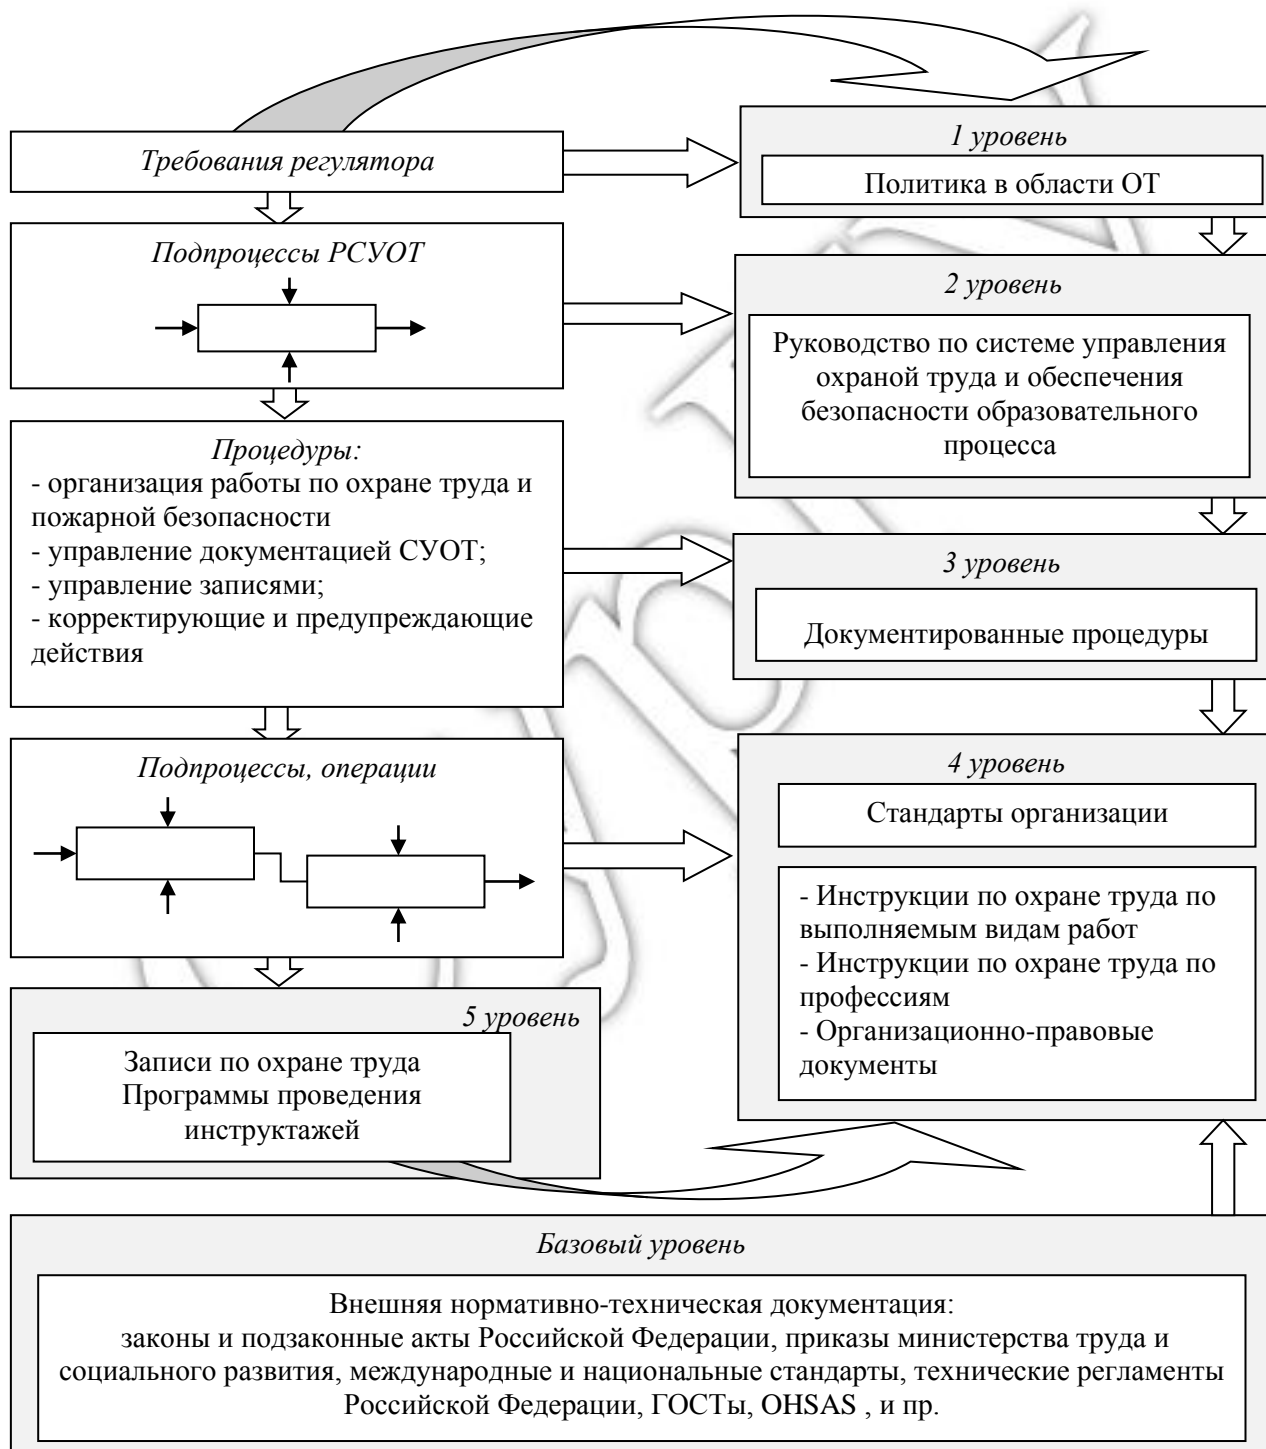 Требования регулятора
1 уровень
Политика в области ОТ
Подпроцессы РСУОТ
2 уровень
Руководство по системе управления
охраной труда и обеспечения
безопасности образовательного
процесса
Процедуры:
- организация работы по охране труда и
пожарной безопасности
- управление документацией СУОТ;
- управление записями;
- корректирующие и предупреждающие
действия
3 уровень
Документированные процедуры
Подпроцессы, операции
4 уровень
Стандарты организации
- Инструкции по охране труда по
выполняемым видам работ
- Инструкции по охране труда по
профессиям
- Организационно-правовые
документы
5 уровень
Записи по охране труда
Программы проведения
инструктажей
Базовый уровень
Внешняя нормативно-техническая документация:
законы и подзаконные акты Российской Федерации, приказы министерства труда и
социального развития, международные и национальные стандарты, технические регламенты
Российской Федерации, ГОСТы, OHSAS , и пр.